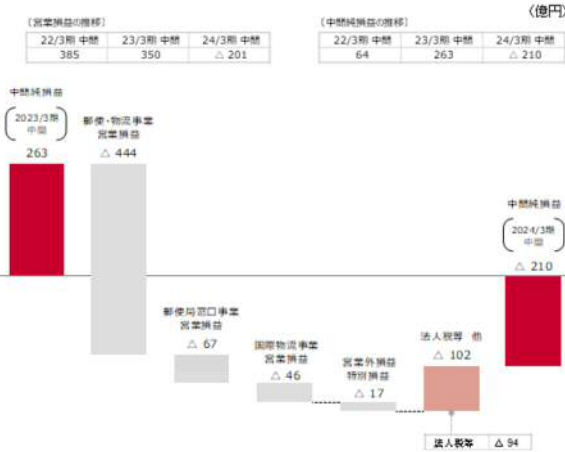 （億円）
〔営業損益の推移〕
22/3期 中間 23/3期 中間 24/3期 中間
385 350 △ 201
〔中間純損益の推移〕
22/3期 中間 23/3期 中間 24/3期 中間
64 263 △ 210
中間純損益
2023/3期
中間
263
郵便・物流事業
営業損益
△ 444
郵便局窓口事業
営業損益
△ 67
国際物流事業
営業損益
△ 46
営業外損益
特別損益
△ 17
法人税等 他
△ 102
法人税等 △ 94
中間純損益
2024/3期
中間
△ 210